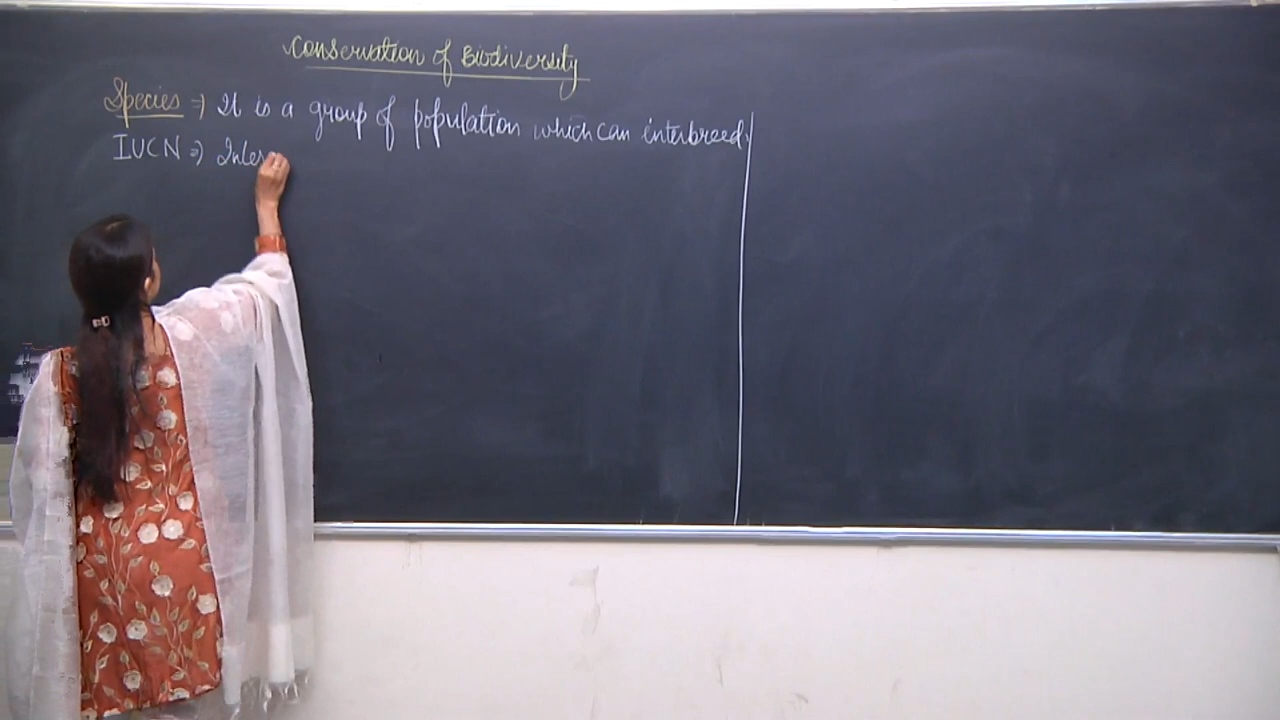 Conservation of Biodiversity
Species ⇒ It is a group of population which can interbreed.
IUCN ⇒ Inter